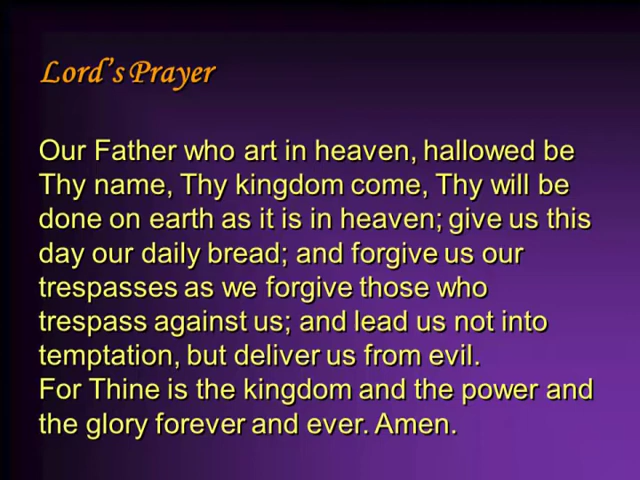 Lord’s Prayer
Our Father who art in heaven, hallowed be
Thy name, Thy kingdom come, Thy will be
done on earth as it is in heaven; give us this
day our daily bread; and forgive us our
trespasses as we forgive those who
trespass against us; and lead us not into
temptation, but deliver us from evil.
For Thine is the kingdom and the power and
the glory forever and ever. Amen.